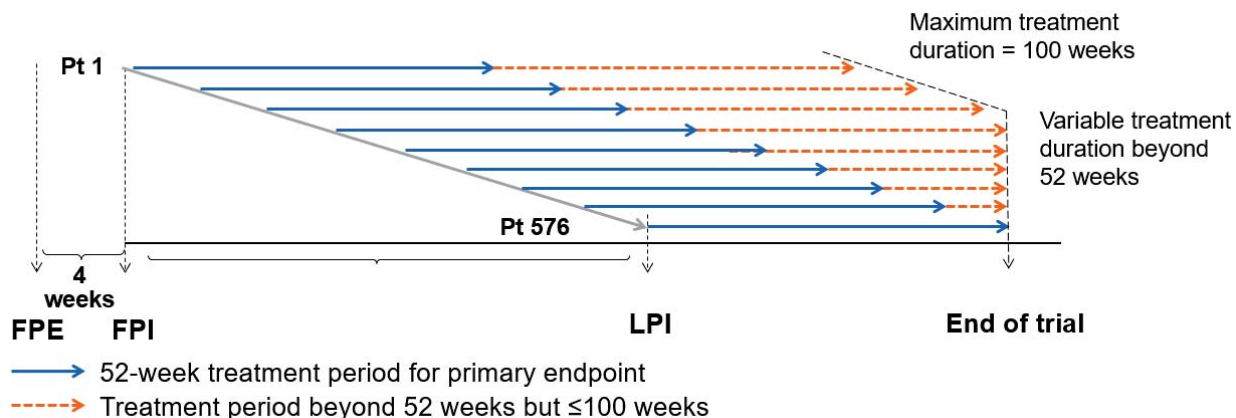 Maximum treatment
duration = 100 weeks
Pt 1
Variable treatment
duration beyond
52 weeks
Pt 576
4
weeks
FPE
FPI
LPI
End of trial
52-week treatment period for primary endpoint
Treatment period beyond 52 weeks but ≤100 weeks